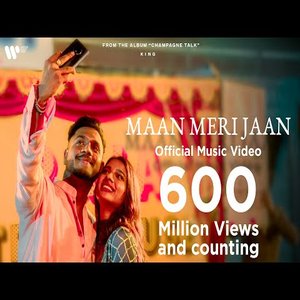 FROM THE ALBUM "CHAMPAGNE TALK"
KING
MAAN MERI JAAN
Official Music Video
600
Million Views
and counting